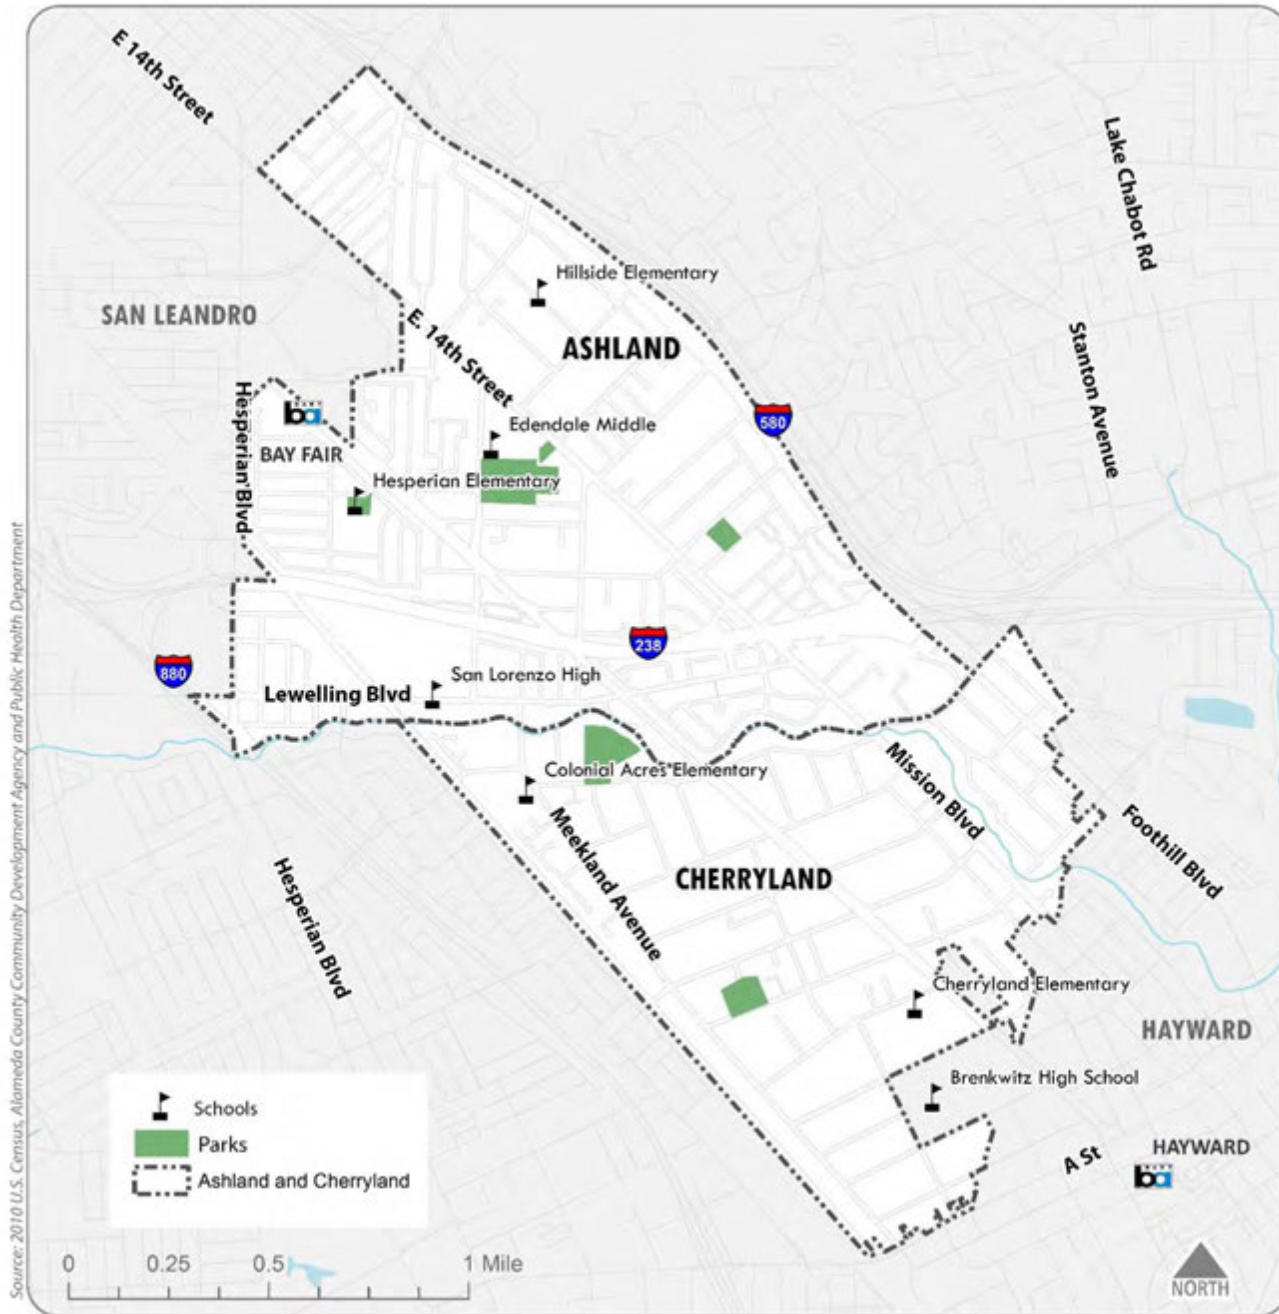 E 14th Street
Lake Chabot Rd
Hillside Elementary
SAN LEANDRO
E. 14th Street
ASHLAND
Stanton Avenue
Hesperian Blvd
ba
580
Edendale Middle
BAY FAIR
Hesperian Elementary
238
880
San Lorenzo High
Lewelling Blvd
Colonial Acres Elementary
Mission Blvd
Foothill Blvd
Meekland Avenue
CHERRYLAND
Hesperian Blvd
Cherryland Elementary
HAYWARD
Brenkwitz High School
A St
HAYWARD
ba
Schools
Parks
Ashland and Cherryland
0 0.25 0.5 1 Mile
NORTH
Source: 2010 U.S. Census, Alameda County Community Development Agency and Public Health Department